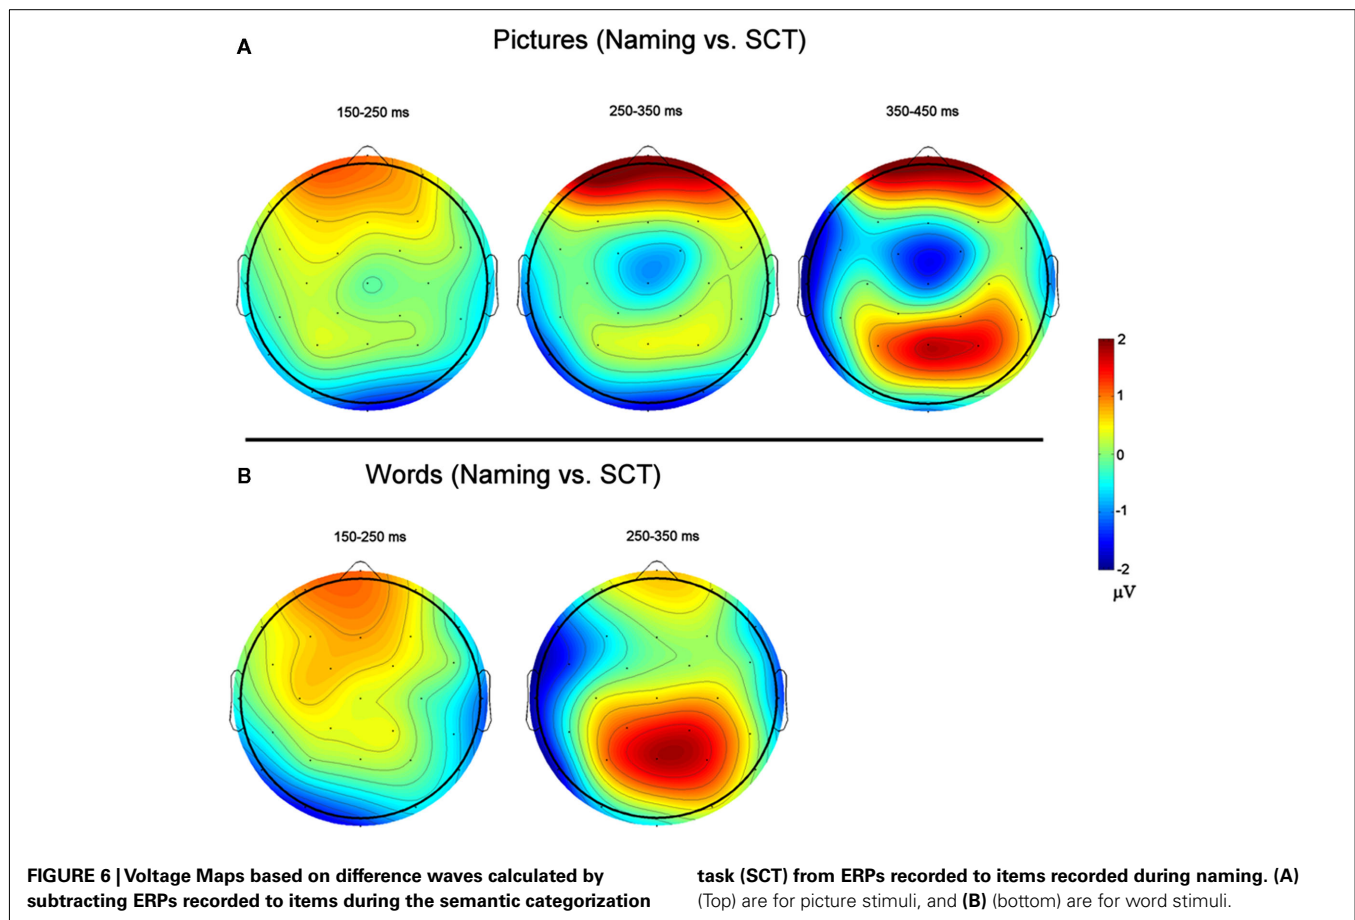 A
Pictures (Naming vs. SCT)
150-250 ms
250-350 ms
350-450 ms
2
1
0
-1
-2
µV
B
Words (Naming vs. SCT)
150-250 ms
250-350 ms
FIGURE 6 | Voltage Maps based on difference waves calculated by
subtracting ERPs recorded to items during the semantic categorization
task (SCT) from ERPs recorded to items recorded during naming. (A)
(Top) are for picture stimuli, and (B) (bottom) are for word stimuli.